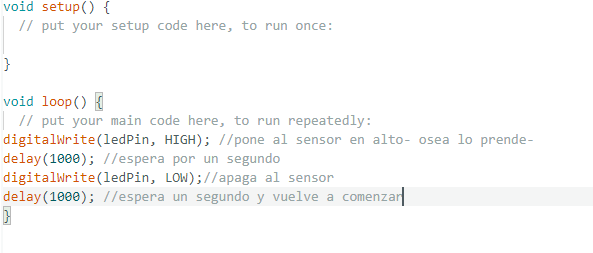 void setup() {
  // put your setup code here, to run once:
}
void loop() {
  // put your main code here, to run repeatedly:
digitalWrite(ledPin, HIGH); //pone al sensor en alto- osea lo prende-
delay(1000); //espera por un segundo
digitalWrite(ledPin, LOW);//apaga al sensor
delay(1000); //espera un segundo y vuelve a comenzar
}